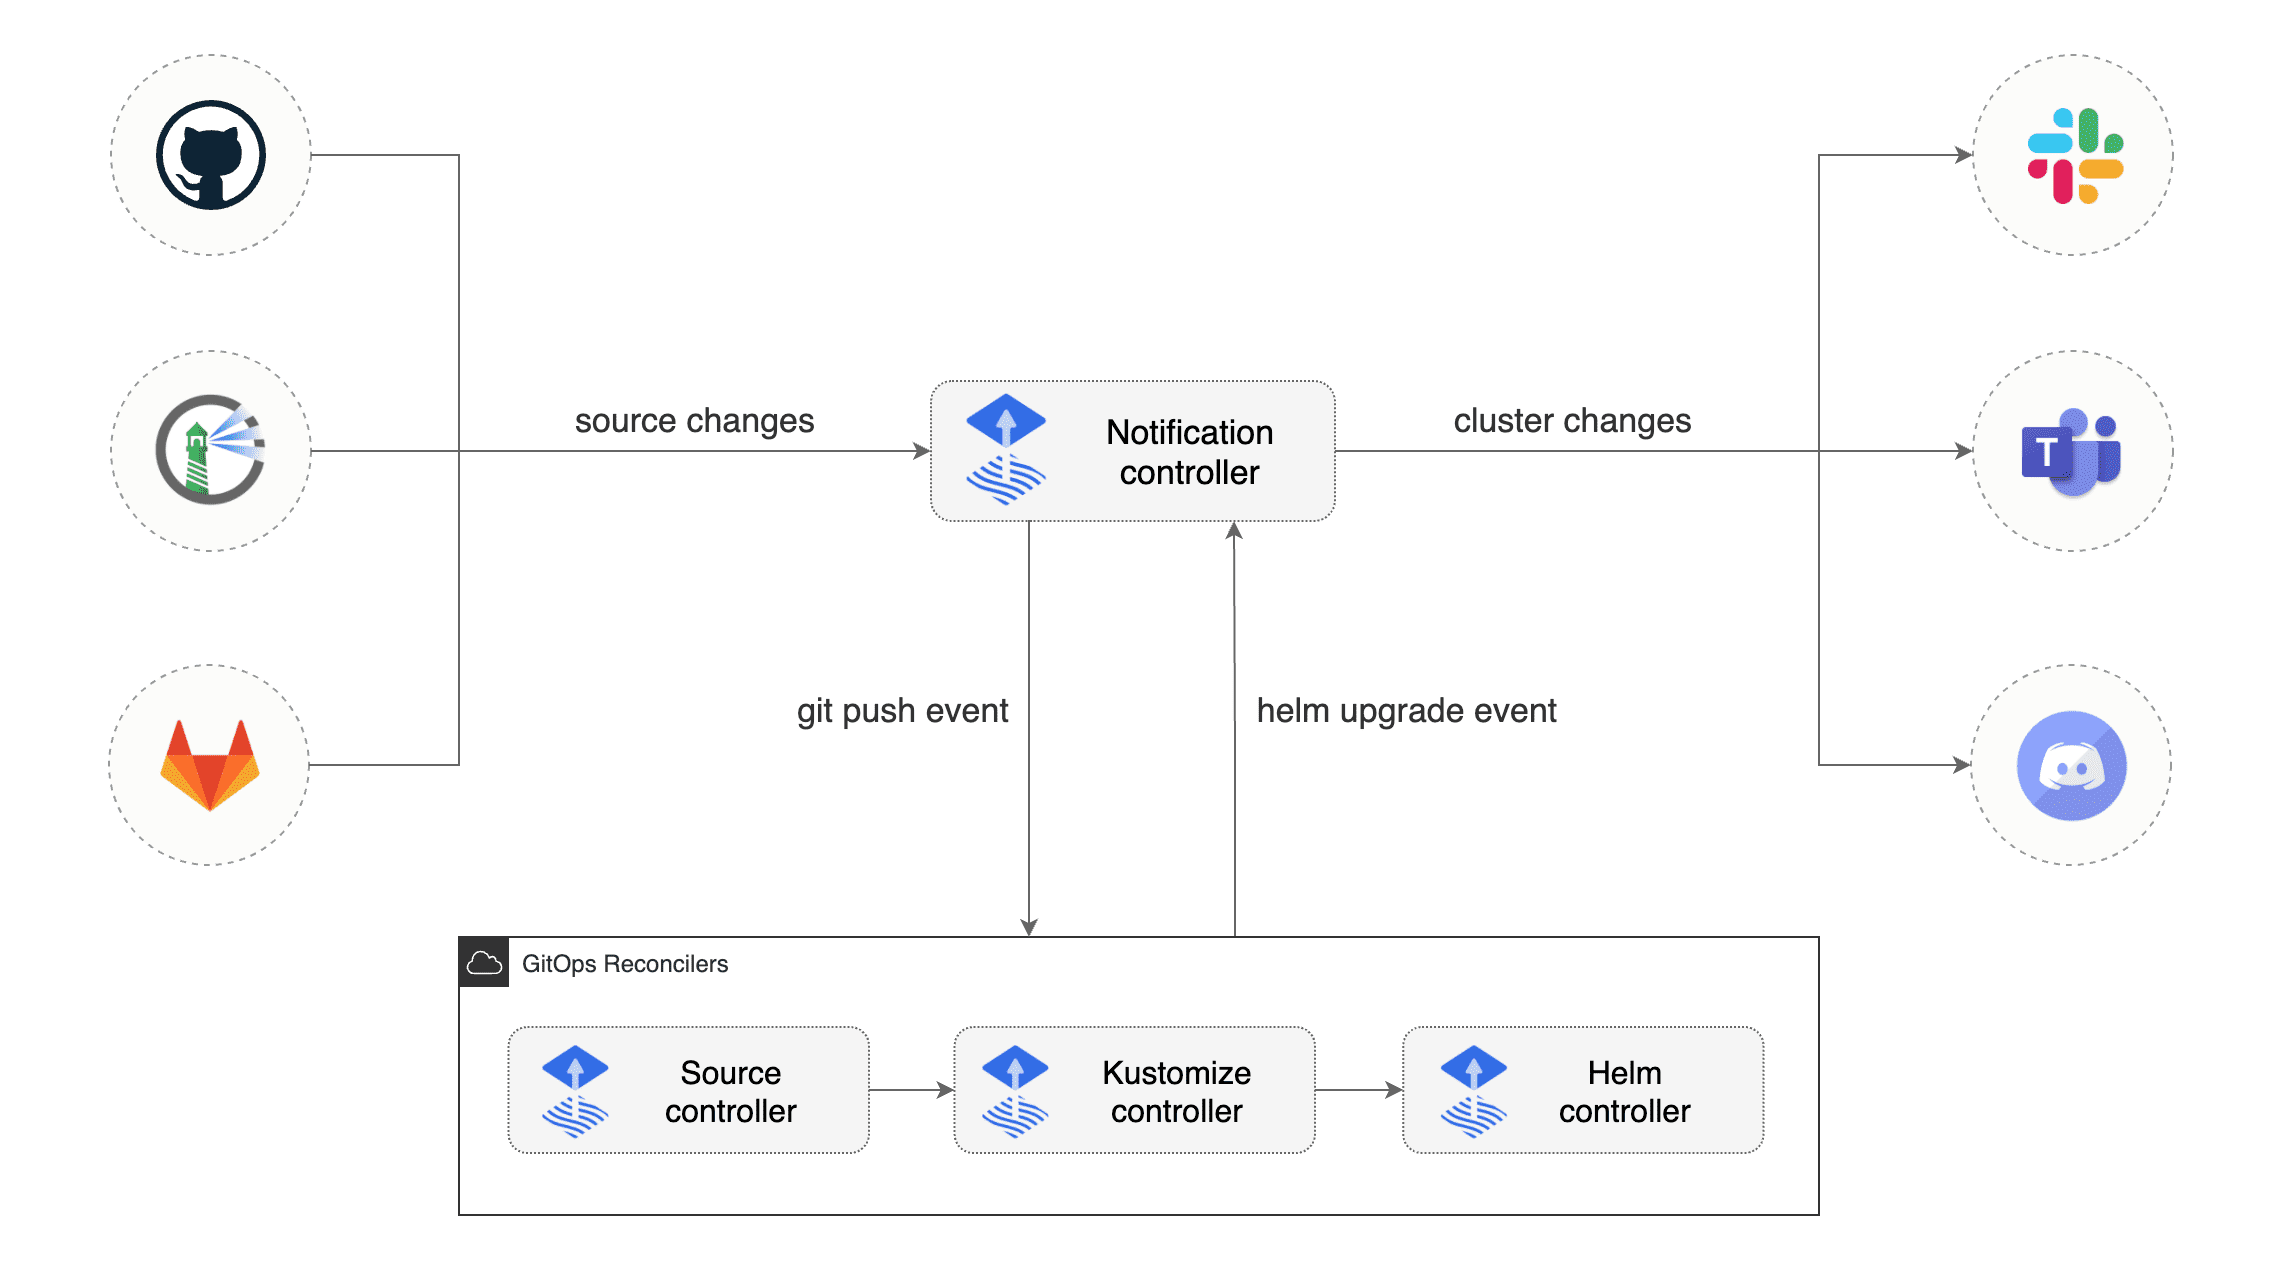 source changes
Notification
controller
cluster changes
T
git push event
helm upgrade event
GitOps Reconcilers
Source
controller
Kustomize
controller
Helm
controller